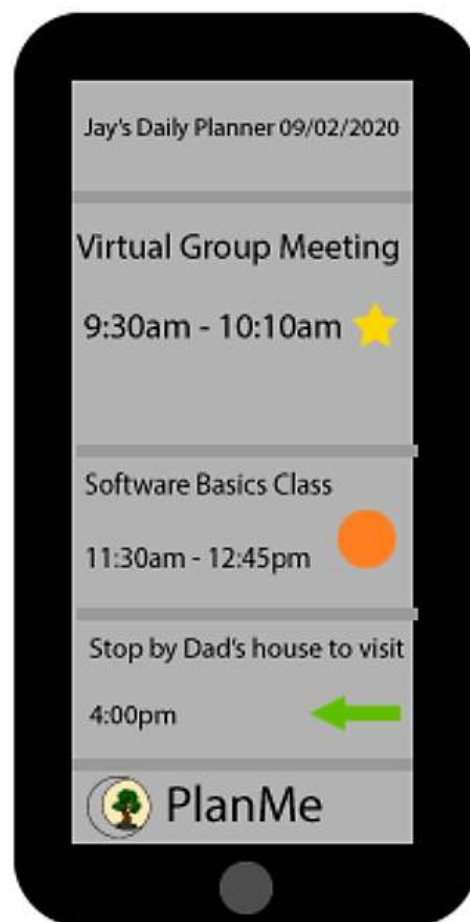 Jay's Daily Planner 09/02/2020
Virtual Group Meeting
9:30am - 10:10am
Software Basics Class
11:30am - 12:45pm
Stop by Dad's house to visit
4:00pm
PlanMe